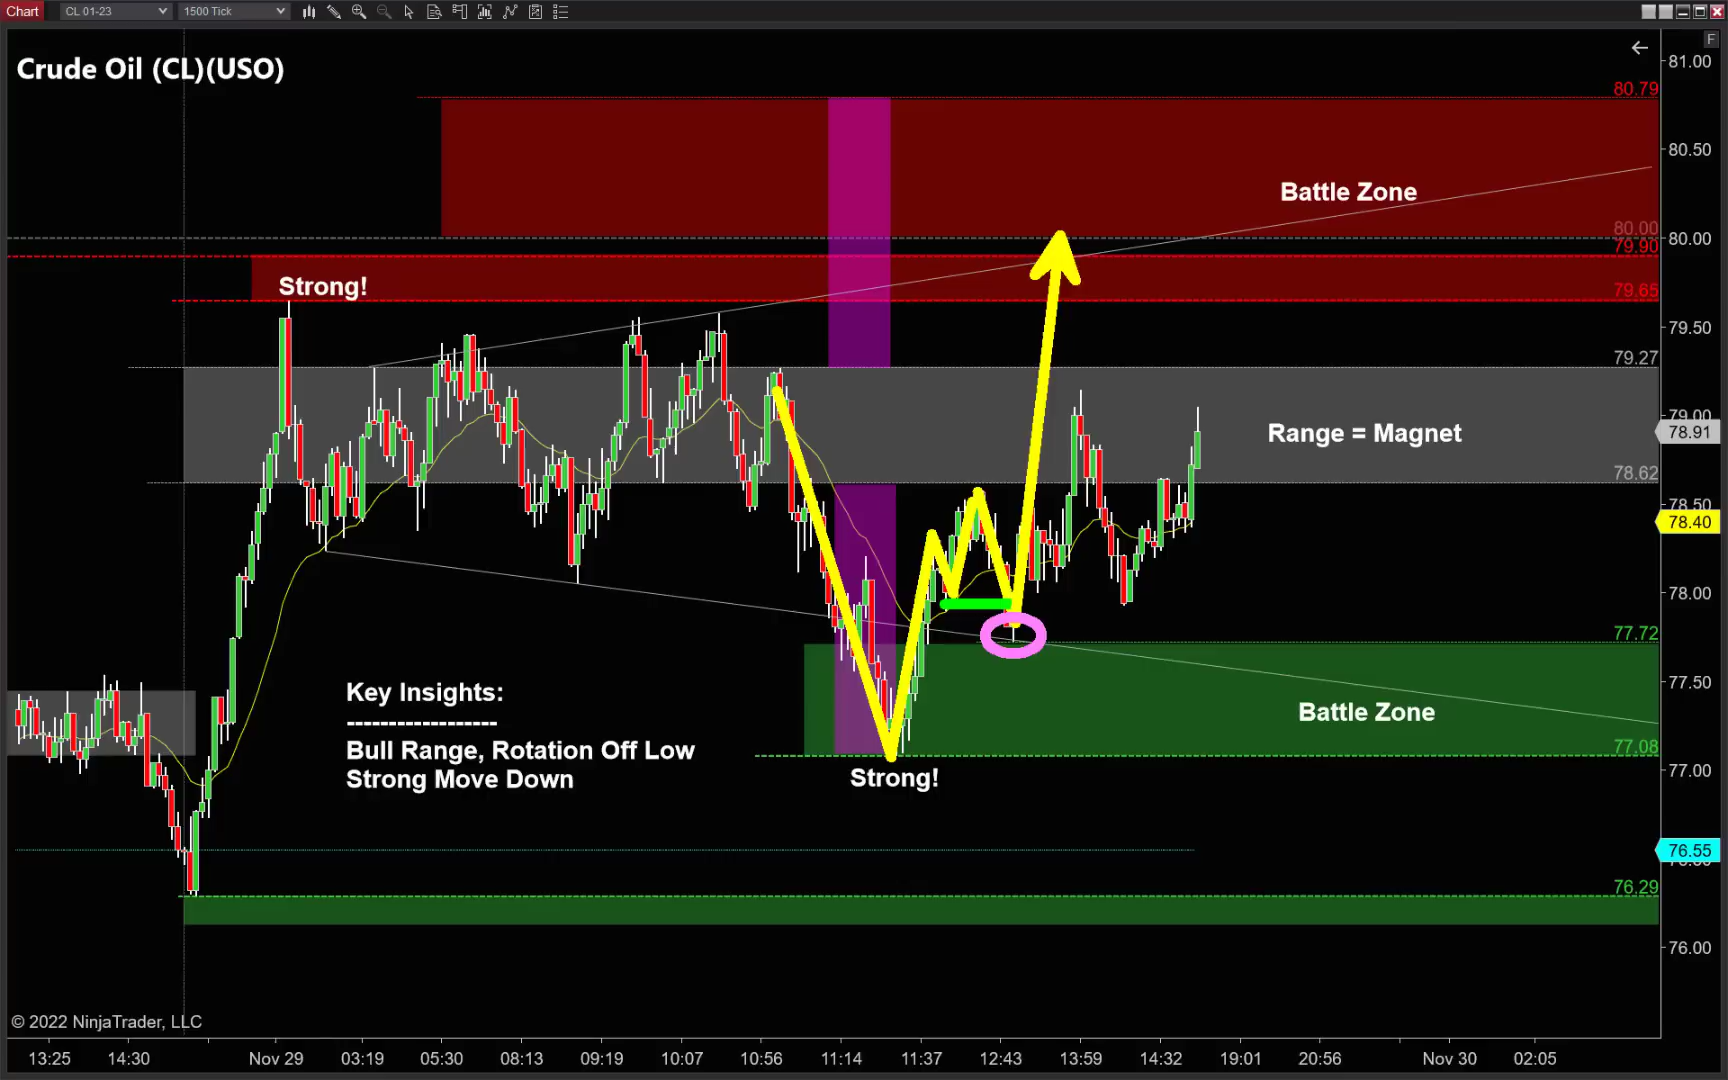 Chart
CL 01-23
1500 Tick
F
Crude Oil (CL)(USO)
81.00
80.79
80.50
Battle Zone
80.00
80.00
79.90
Strong!
79.65
79.50
79.27
79.00
Range = Magnet
78.91
78.62
78.50
78.40
78.00
77.72
77.50
Key Insights:
-----------------
Bull Range, Rotation Off Low
Strong Move Down
Battle Zone
77.08
77.00
Strong!
76.55
76.29
76.00
© 2022 NinjaTrader, LLC
13:25 14:30 Nov 29 03:19 05:30 08:13 09:19 10:07 10:56 11:14 11:37 12:43 13:59 14:32 19:01 20:56 Nov 30 02:05